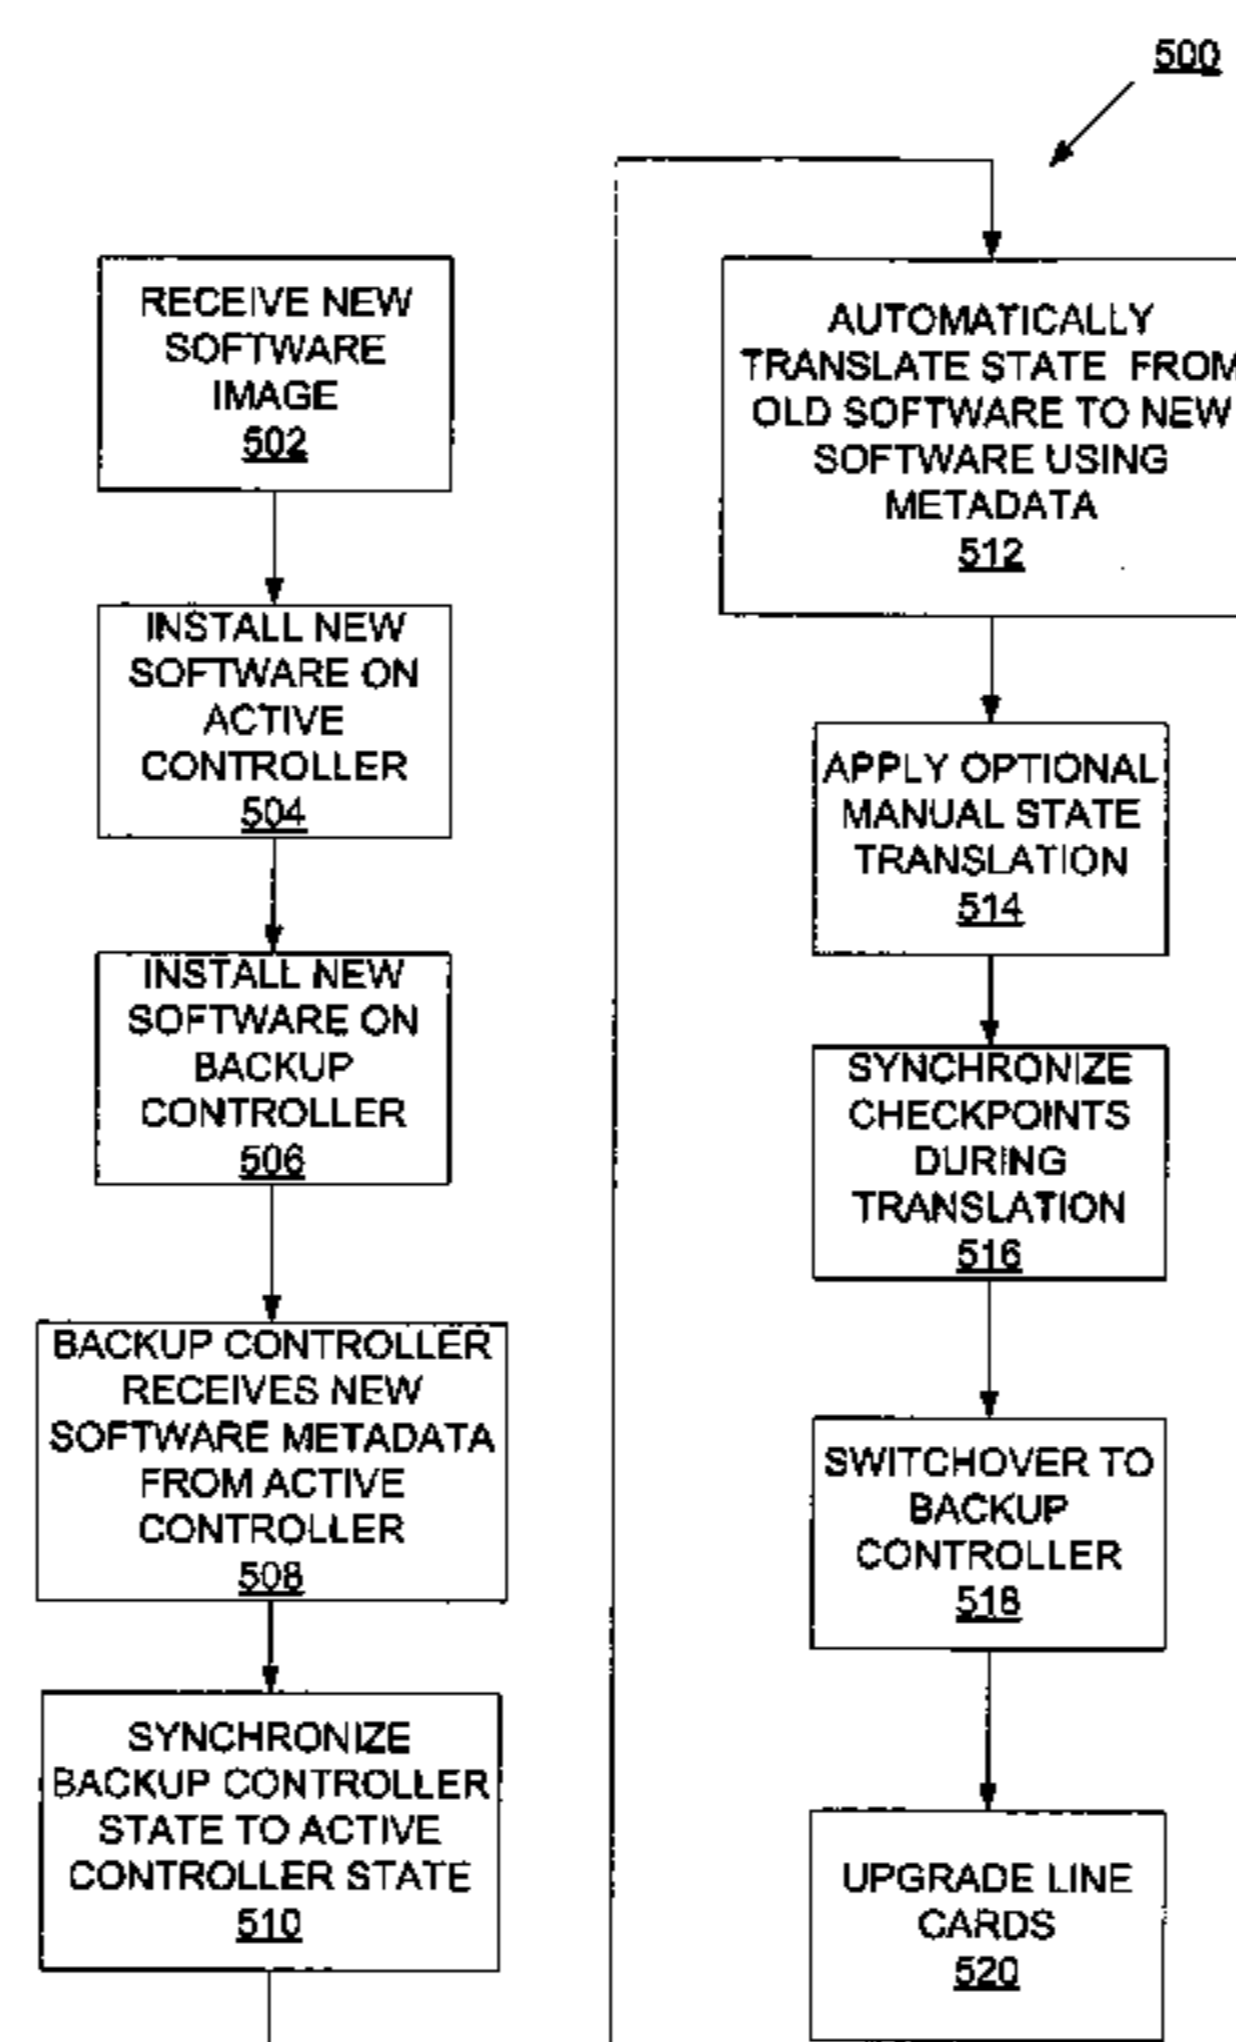 500
RECEIVE NEW
SOFTWARE
IMAGE
502
INSTALL NEW
SOFTWARE ON
ACTIVE
CONTROLLER
504
INSTALL NEW
SOFTWARE ON
BACKUP
CONTROLLER
506
BACKUP CONTROLLER
RECEIVES NEW
SOFTWARE METADATA
FROM ACTIVE
CONTROLLER
508
SYNCHRONIZE
BACKUP CONTROLLER
STATE TO ACTIVE
CONTROLLER STATE
510
AUTOMATICALLY
TRANSLATE STATE FROM
OLD SOFTWARE TO NEW
SOFTWARE USING
METADATA
512
APPLY OPTIONAL
MANUAL STATE
TRANSLATION
514
SYNCHRONIZE
CHECKPOINTS
DURING
TRANSLATION
516
SWITCHOVER TO
BACKUP
CONTROLLER
518
UPGRADE LINE
CARDS
520